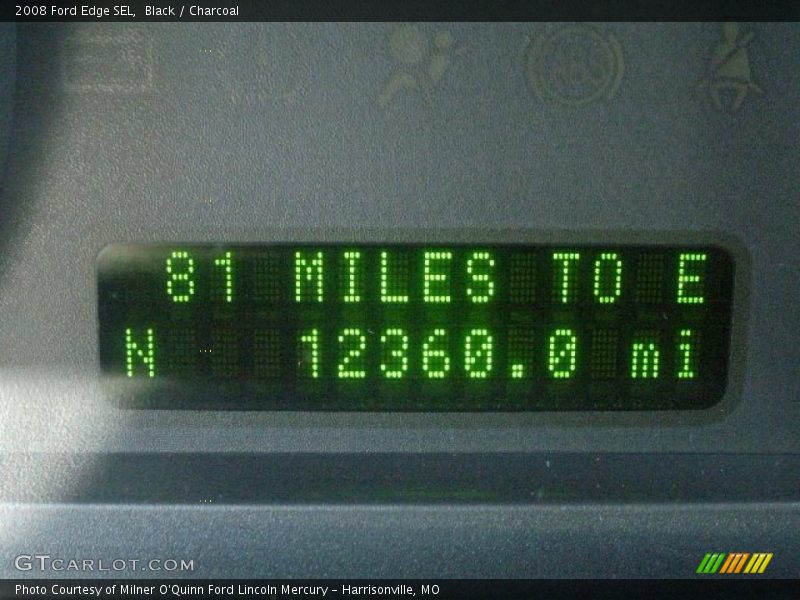 2008 Ford Edge SEL, Black / Charcoal
81 MILES TO E
N 12360.0 mi
GTCARLOT.COM
Photo Courtesy of Milner O'Quinn Ford Lincoln Mercury - Harrisonville, MO